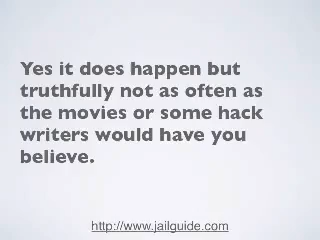 Yes it does happen but
truthfully not as often as
the movies or some hack
writers would have you
believe.
http://www.jailguide.com